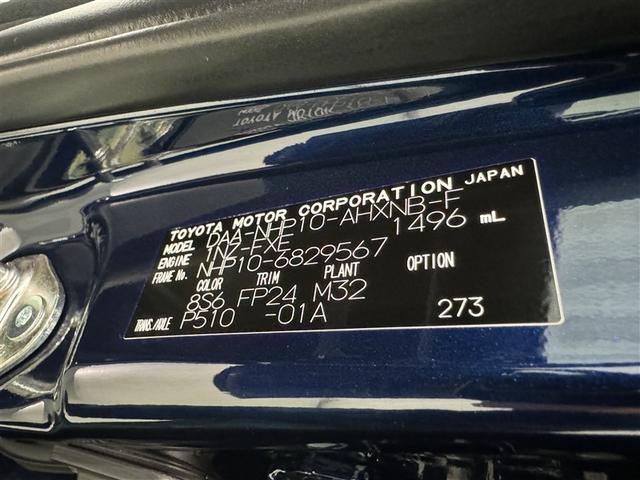 TOYOTA MOTOR CORPORATION JAPAN
MODEL DAA-NHP10-AHXNB-F
ENGINE 1NZ-FXE 1496 mL
FRAME No. NHP10-6829567
COLOR TRIM PLANT OPTION
8S6 FP24 M32
TRANS./AXLE P510 -01A 273